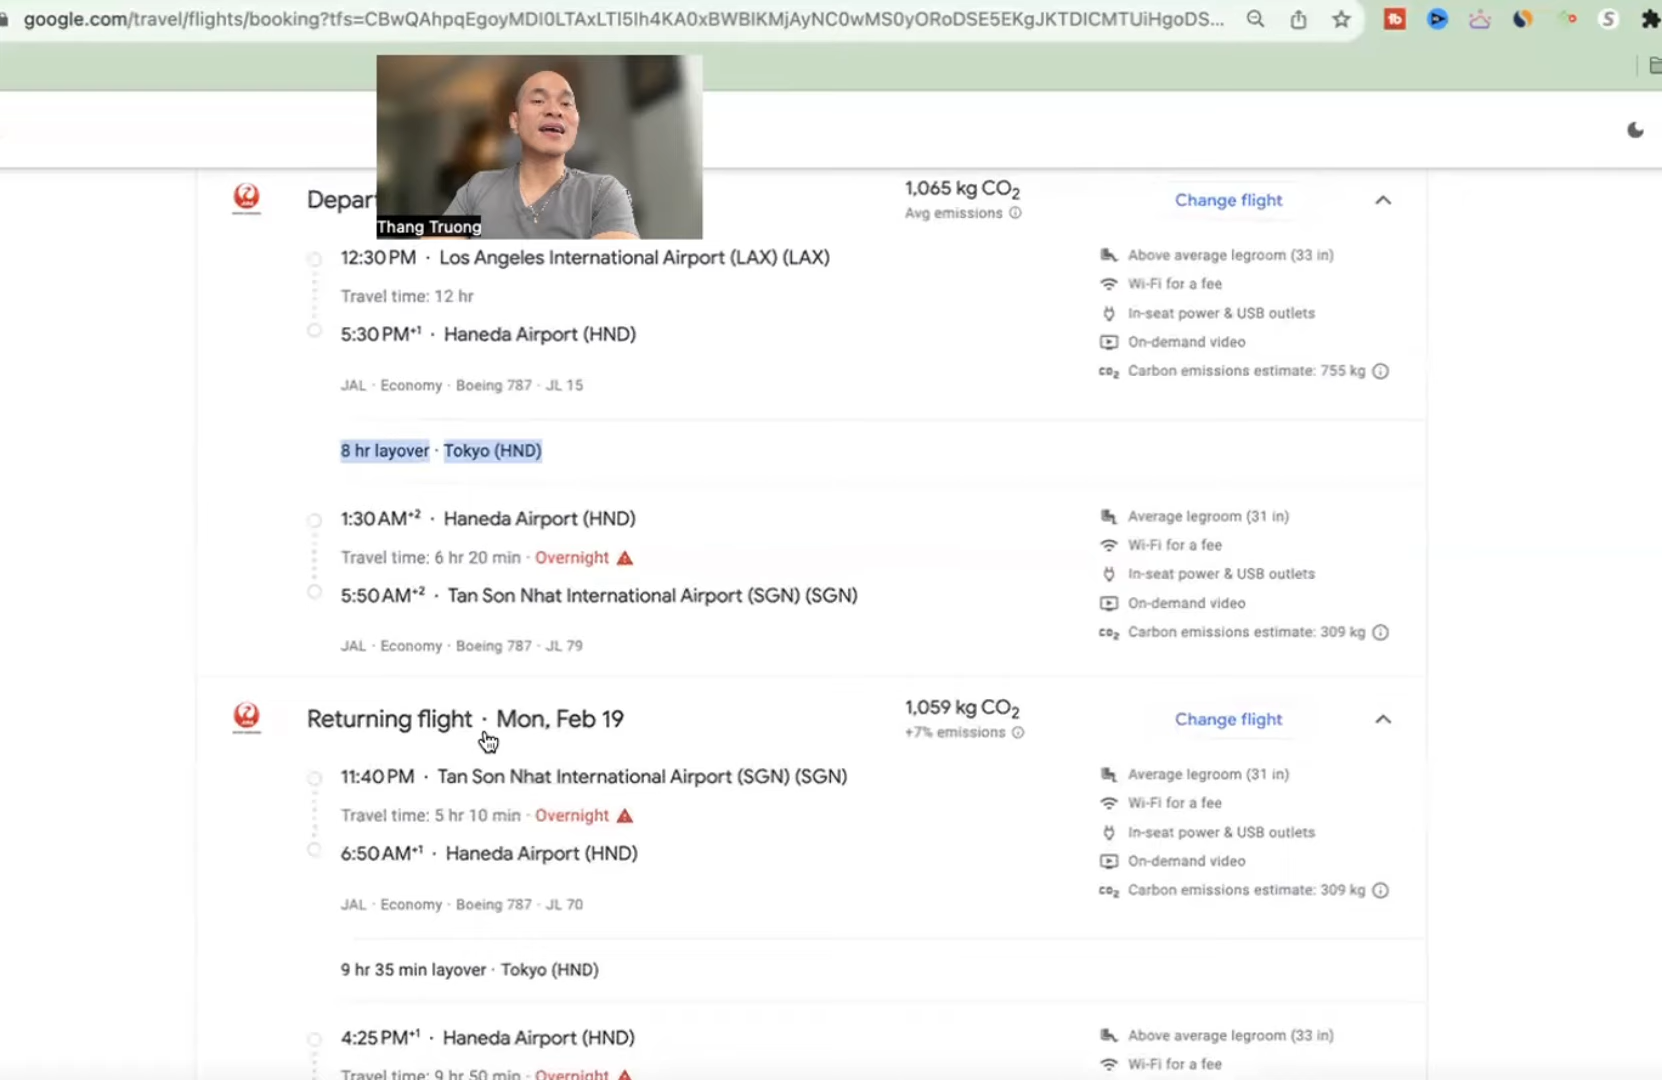 google.com/travel/flights/booking?tfs=CBwQAhpqEgoyMDI0LTAxLTI5Ih4KA0xBWBIKMjAyNC0wMS0yORoDSE5EKgJKTDICMTUiHgoDS...
Thang Truong
Depar
1,065 kg CO₂
Avg emissions
Change flight
12:30 PM · Los Angeles International Airport (LAX) (LAX)
Travel time: 12 hr
5:30 PM+1 · Haneda Airport (HND)
JAL · Economy · Boeing 787 · JL 15
Above average legroom (33 in)
Wi-Fi for a fee
In-seat power & USB outlets
On-demand video
CO₂ Carbon emissions estimate: 755 kg
8 hr layover · Tokyo (HND)
1:30 AM+2 · Haneda Airport (HND)
Travel time: 6 hr 20 min · Overnight
5:50 AM+2 · Tan Son Nhat International Airport (SGN) (SGN)
JAL · Economy · Boeing 787 · JL 79
Average legroom (31 in)
Wi-Fi for a fee
In-seat power & USB outlets
On-demand video
CO₂ Carbon emissions estimate: 309 kg
Returning flight · Mon, Feb 19
1,059 kg CO₂
+7% emissions
Change flight
11:40 PM · Tan Son Nhat International Airport (SGN) (SGN)
Travel time: 5 hr 10 min · Overnight
6:50 AM+1 · Haneda Airport (HND)
JAL · Economy · Boeing 787 · JL 70
Average legroom (31 in)
Wi-Fi for a fee
In-seat power & USB outlets
On-demand video
CO₂ Carbon emissions estimate: 309 kg
9 hr 35 min layover · Tokyo (HND)
4:25 PM+1 · Haneda Airport (HND)
Travel time: 9 hr 50 min · Overnight
Above average legroom (33 in)
Wi-Fi for a fee